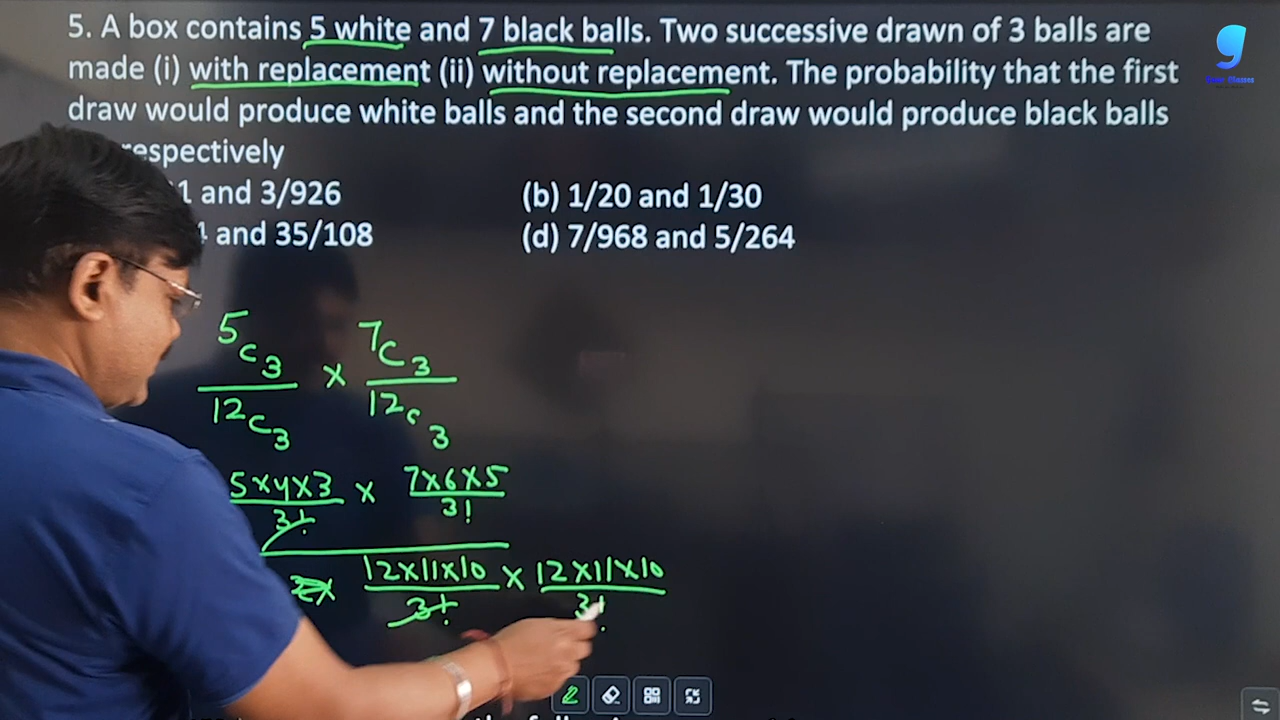 5. A box contains 5 white and 7 black balls. Two successive drawn of 3 balls are
made (i) with replacement (ii) without replacement. The probability that the first
draw would produce white balls and the second draw would produce black balls
respectively
1 and 3/926
(b) 1/20 and 1/30
and 35/108
(d) 7/968 and 5/264
5C3 × 7C3
12C3 12C3
5×4×3 × 7×6×5
3! 3!
12×11×10 × 12×11×10
3! 3!